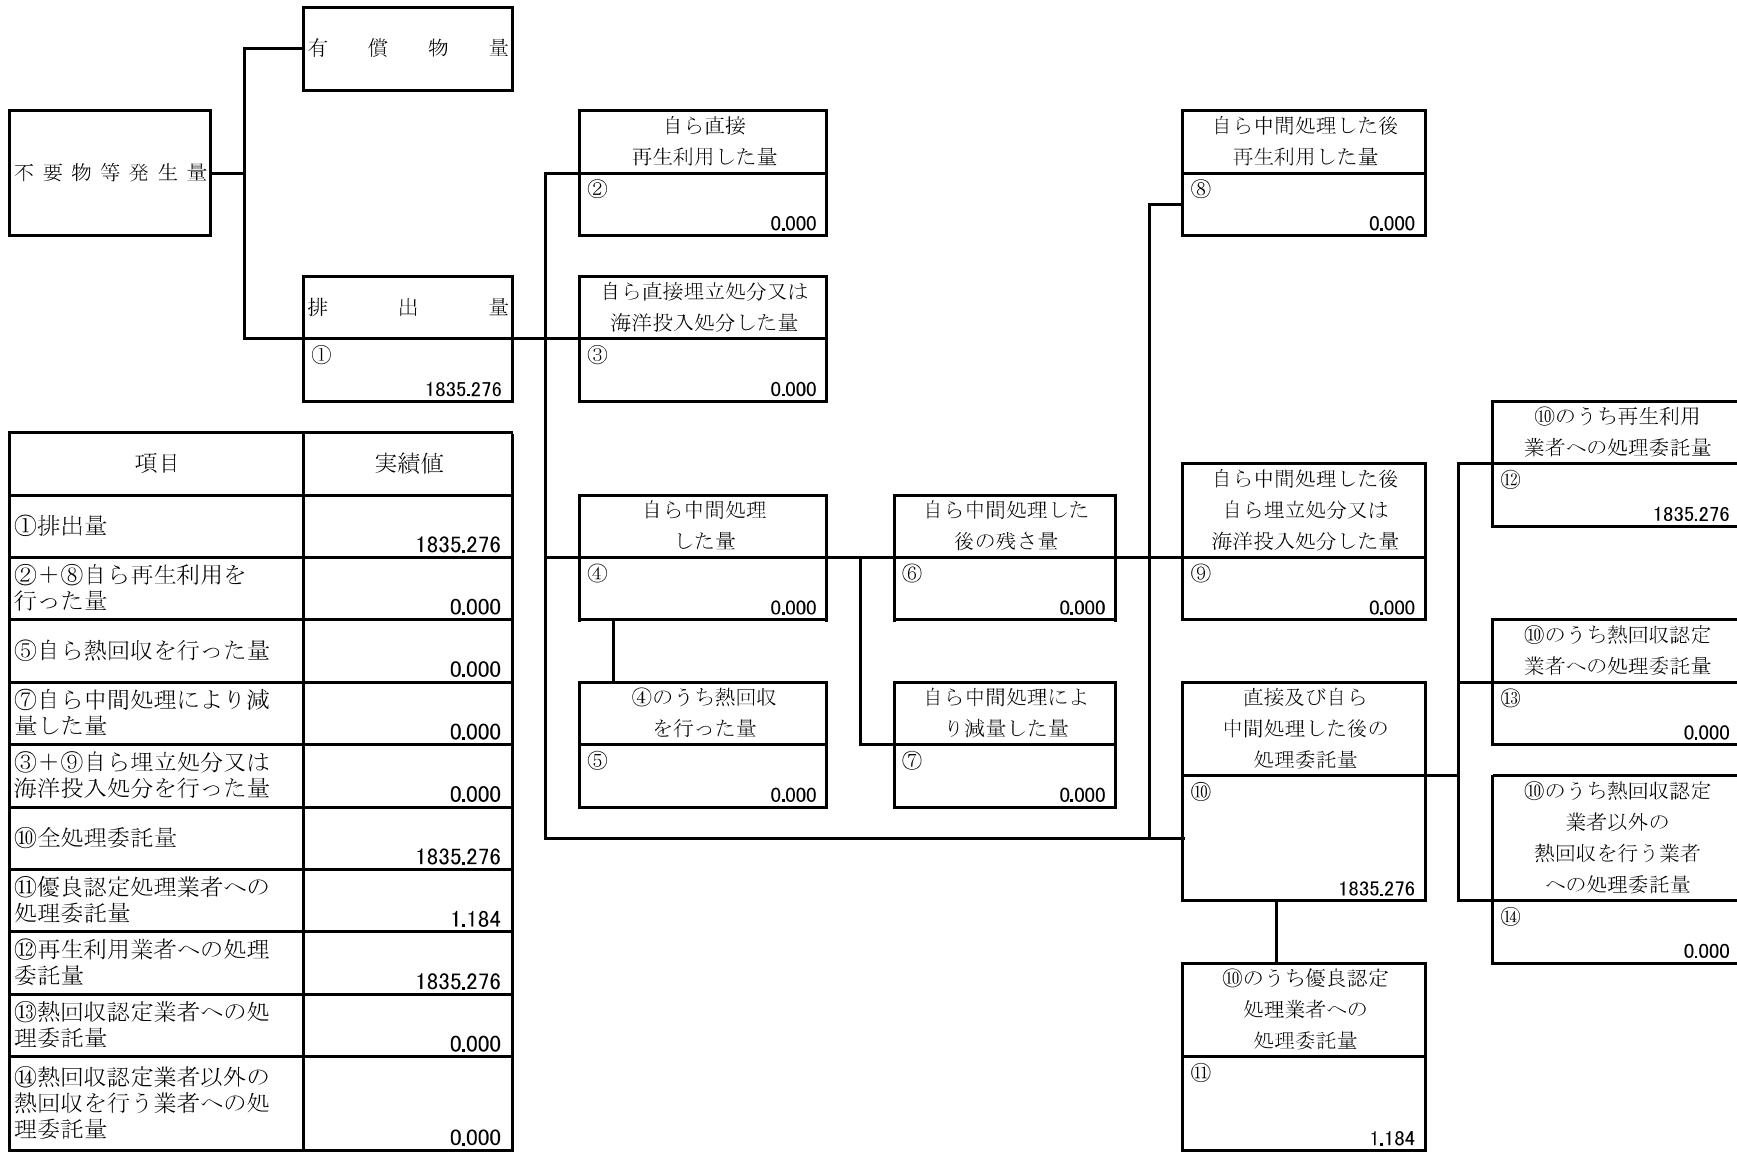 有償物量
不要物等発生量
自ら直接
再生利用した量
②
0.000
自ら中間処理した後
再生利用した量
⑧
0.000
排出量
①
1835.276
自ら直接埋立処分又は
海洋投入処分した量
③
0.000
⑩のうち再生利用
業者への処理委託量
⑫
1835.276
自ら中間処理
した量
④
0.000
自ら中間処理した
後の残さ量
⑥
0.000
自ら中間処理した後
自ら埋立処分又は
海洋投入処分した量
⑨
0.000
⑩のうち熱回収認定
業者への処理委託量
⑬
0.000
④のうち熱回収
を行った量
⑤
0.000
自ら中間処理によ
り減量した量
⑦
0.000
直接及び自ら
中間処理した後の
処理委託量
⑩
1835.276
⑩のうち熱回収認定
業者以外の
熱回収を行う業者
への処理委託量
⑭
0.000
⑩のうち優良認定
処理業者への
処理委託量
⑪
1.184
項目 実績値
①排出量
1835.276
②+⑧自ら再生利用を
行った量
0.000
⑤自ら熱回収を行った量
0.000
⑦自ら中間処理により減
量した量
0.000
③+⑨自ら埋立処分又は
海洋投入処分を行った量
0.000
⑩全処理委託量
1835.276
⑪優良認定処理業者への
処理委託量
1.184
⑫再生利用業者への処理
委託量
1835.276
⑬熱回収認定業者への処
理委託量
0.000
⑭熱回収認定業者以外の
熱回収を行う業者への処
理委託量
0.000